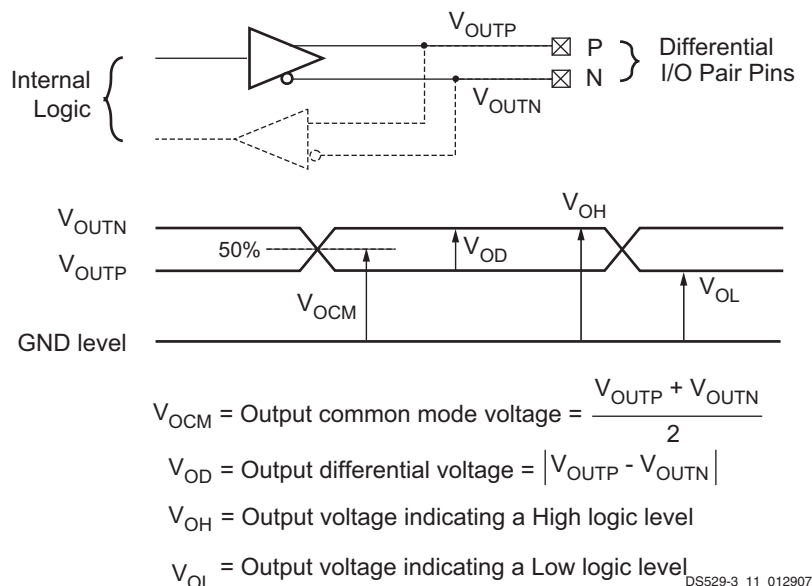 V_OUTP
P
Differential
I/O Pair Pins
N
V_OUTN
Internal
Logic
V_OUTN
V_OH
50%
V_OD
V_OUTP
V_OL
V_OCM
GND level
V_OCM = Output common mode voltage = V_OUTP + V_OUTN / 2
V_OD = Output differential voltage = |V_OUTP - V_OUTN|
V_OH = Output voltage indicating a High logic level
V_OL = Output voltage indicating a Low logic level
DS529-3_11_012907